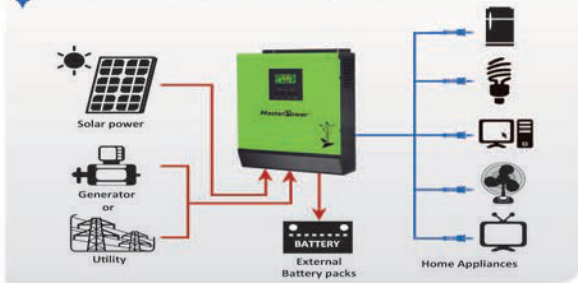 Solar power
Generator
or
Utility
MasterPower
BATTERY
External
Battery packs
Home Appliances